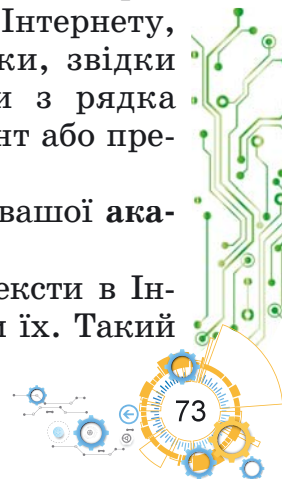 Інтернету,
ки, звідки
и з рядка
нт або пре-
вашої ака-
ексти в Ін-
и їх. Такий
73